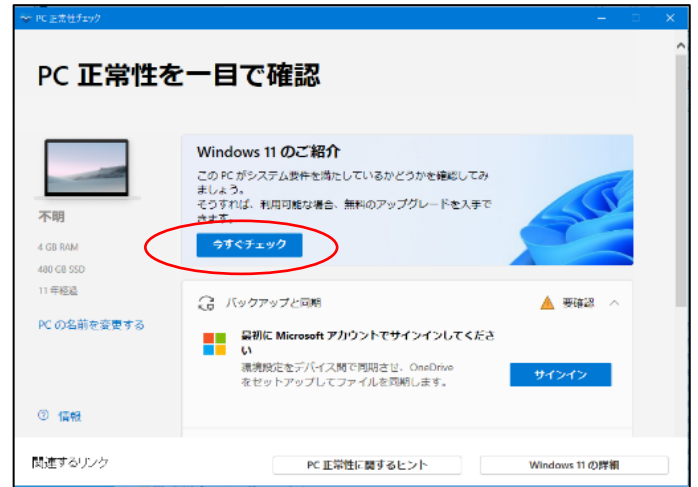 PC 正常性チェック
PC 正常性を一目で確認
不明
4 GB RAM
480 GB SSD
11 年経過
PC の名前を変更する
情報
Windows 11 のご紹介
この PC がシステム要件を満たしているかどうかを確認してみ
ましょう。
そうすれば、利用可能な場合、無料のアップグレードを入手で
きます。
今すぐチェック
バックアップと同期
要確認
最初に Microsoft アカウントでサインインしてくださ
い
環境設定をデバイス間で同期させ、OneDrive
をセットアップしてファイルを同期します。
サインイン
関連するリンク
PC 正常性に関するヒント
Windows 11 の詳細